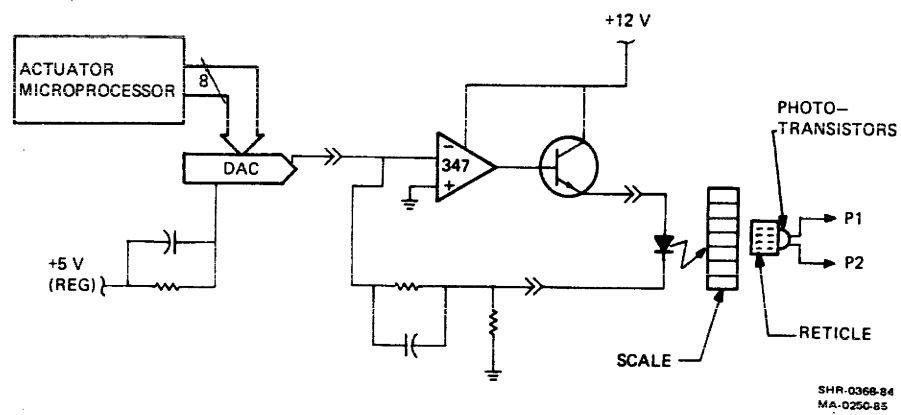 +12 V
ACTUATOR
MICROPROCESSOR
8
PHOTO–
TRANSISTORS
DAC
–
347
+
P1
P2
+5 V
(REG)
RETICLE
SCALE
SHR-0368-84
MA-0250-85